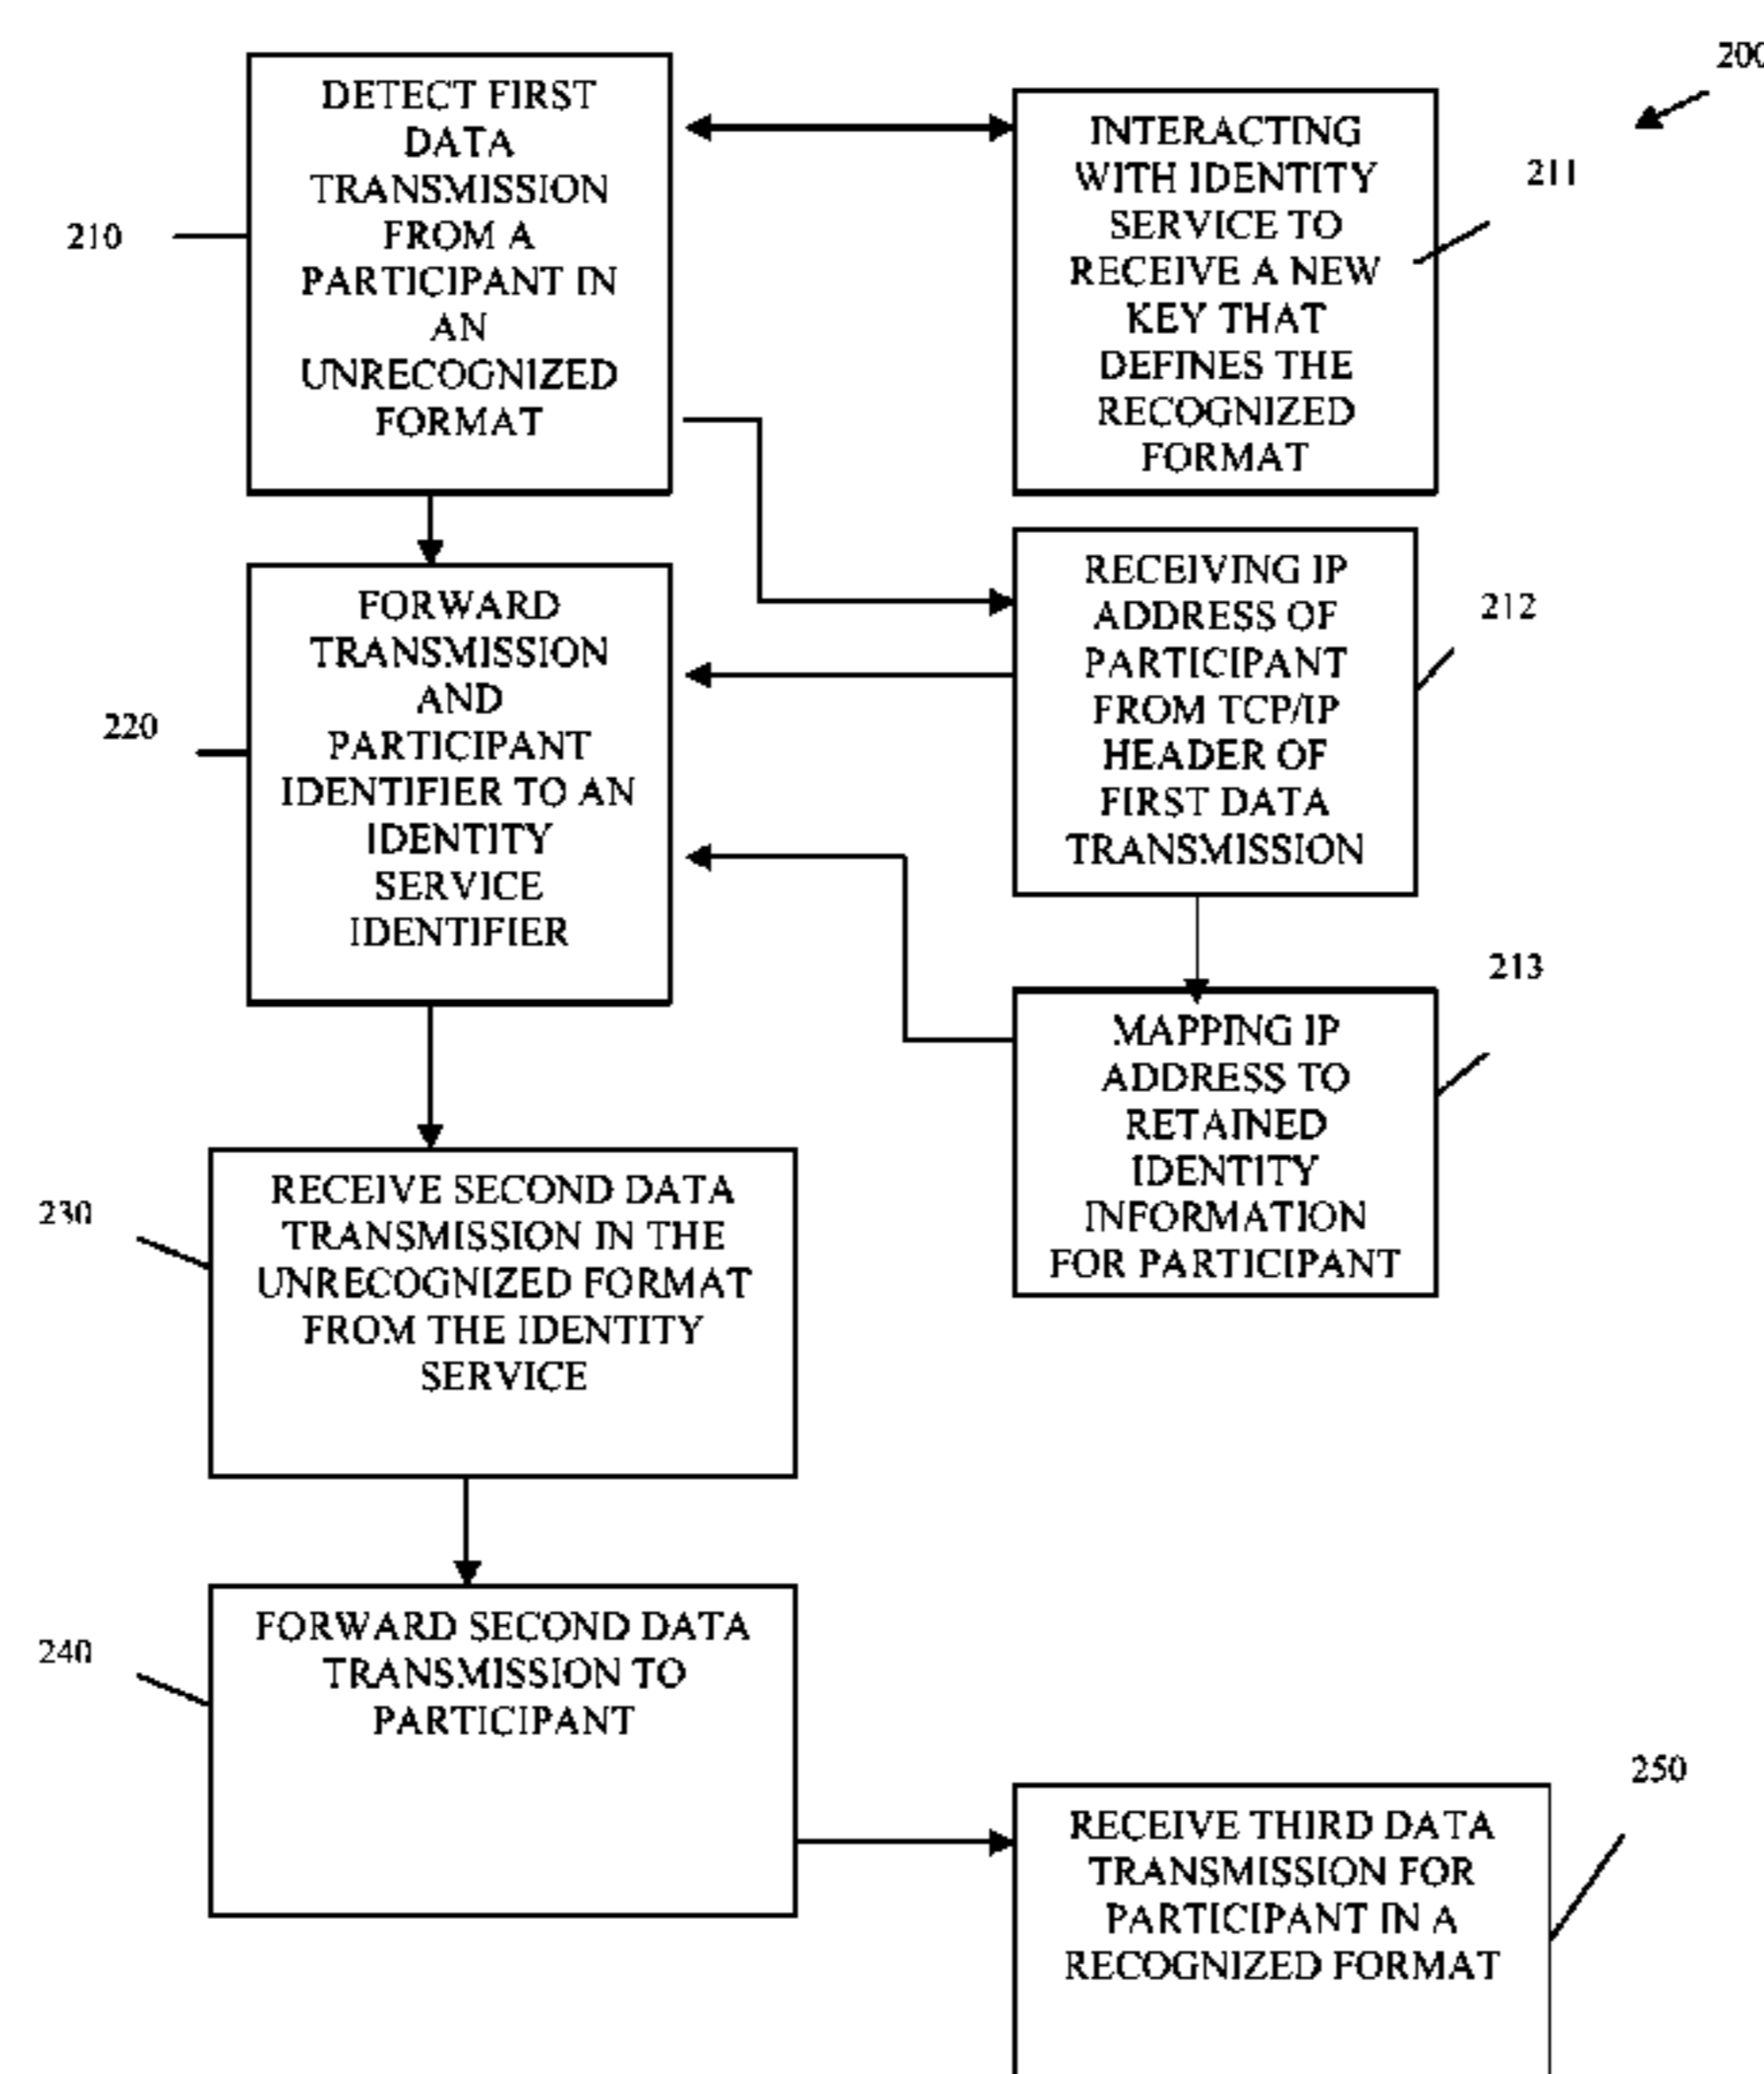 200
DETECT FIRST
DATA
TRANSMISSION
FROM A
PARTICIPANT IN
AN
UNRECOGNIZED
FORMAT
210
INTERACTING
WITH IDENTITY
SERVICE TO
RECEIVE A NEW
KEY THAT
DEFINES THE
RECOGNIZED
FORMAT
211
FORWARD
TRANSMISSION
AND
PARTICIPANT
IDENTIFIER TO AN
IDENTITY
SERVICE
IDENTIFIER
220
RECEIVING IP
ADDRESS OF
PARTICIPANT
FROM TCP/IP
HEADER OF
FIRST DATA
TRANSMISSION
212
MAPPING IP
ADDRESS TO
RETAINED
IDENTITY
INFORMATION
FOR PARTICIPANT
213
RECEIVE SECOND DATA
TRANSMISSION IN THE
UNRECOGNIZED FORMAT
FROM THE IDENTITY
SERVICE
230
FORWARD SECOND DATA
TRANSMISSION TO
PARTICIPANT
240
RECEIVE THIRD DATA
TRANSMISSION FOR
PARTICIPANT IN A
RECOGNIZED FORMAT
250